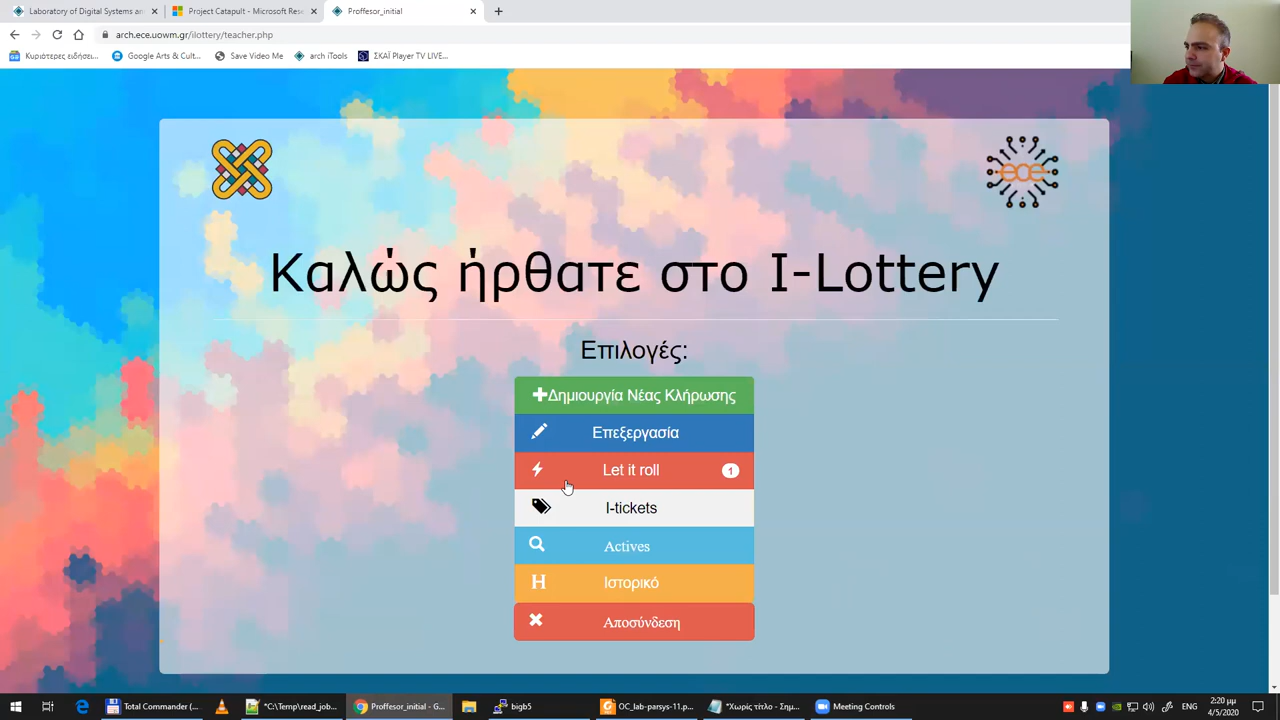 Laboratory of Digital Systems an
Project Catapult - Microsoft Rese
Proffesor_initial
arch.ece.uowm.gr/ilottery/teacher.php
Κυριότερες ειδήσει...
Google Arts & Cult...
Save Video Me
arch iTools
ΣΚΑΪ Player TV LIVE...
ece
Καλώς ήρθατε στο I-Lottery
Επιλογές:
Δημιουργία Νέας Κλήρωσης
Επεξεργασία
Let it roll 1
I-tickets
Actives
H Ιστορικό
Αποσύνδεση
Total Commander (...
*C:\Temp\read_job...
Proffesor_initial - G...
bigb5
OC_lab-parsys-11.p...
*Χωρίς τίτλο - Σημ...
Meeting Controls
ENG
2:20 μμ
4/5/2020
5